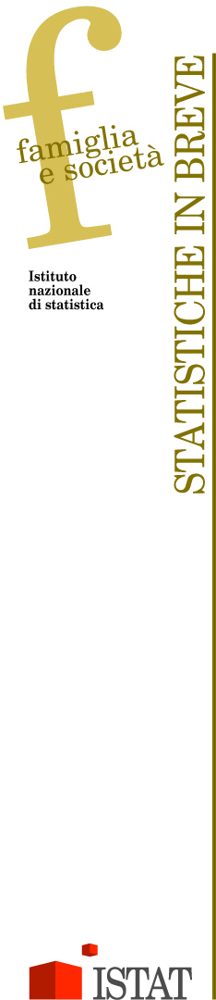 f
famiglia
e società
Istituto
nazionale
di statistica
STATISTICHE IN BREVE
ISTAT